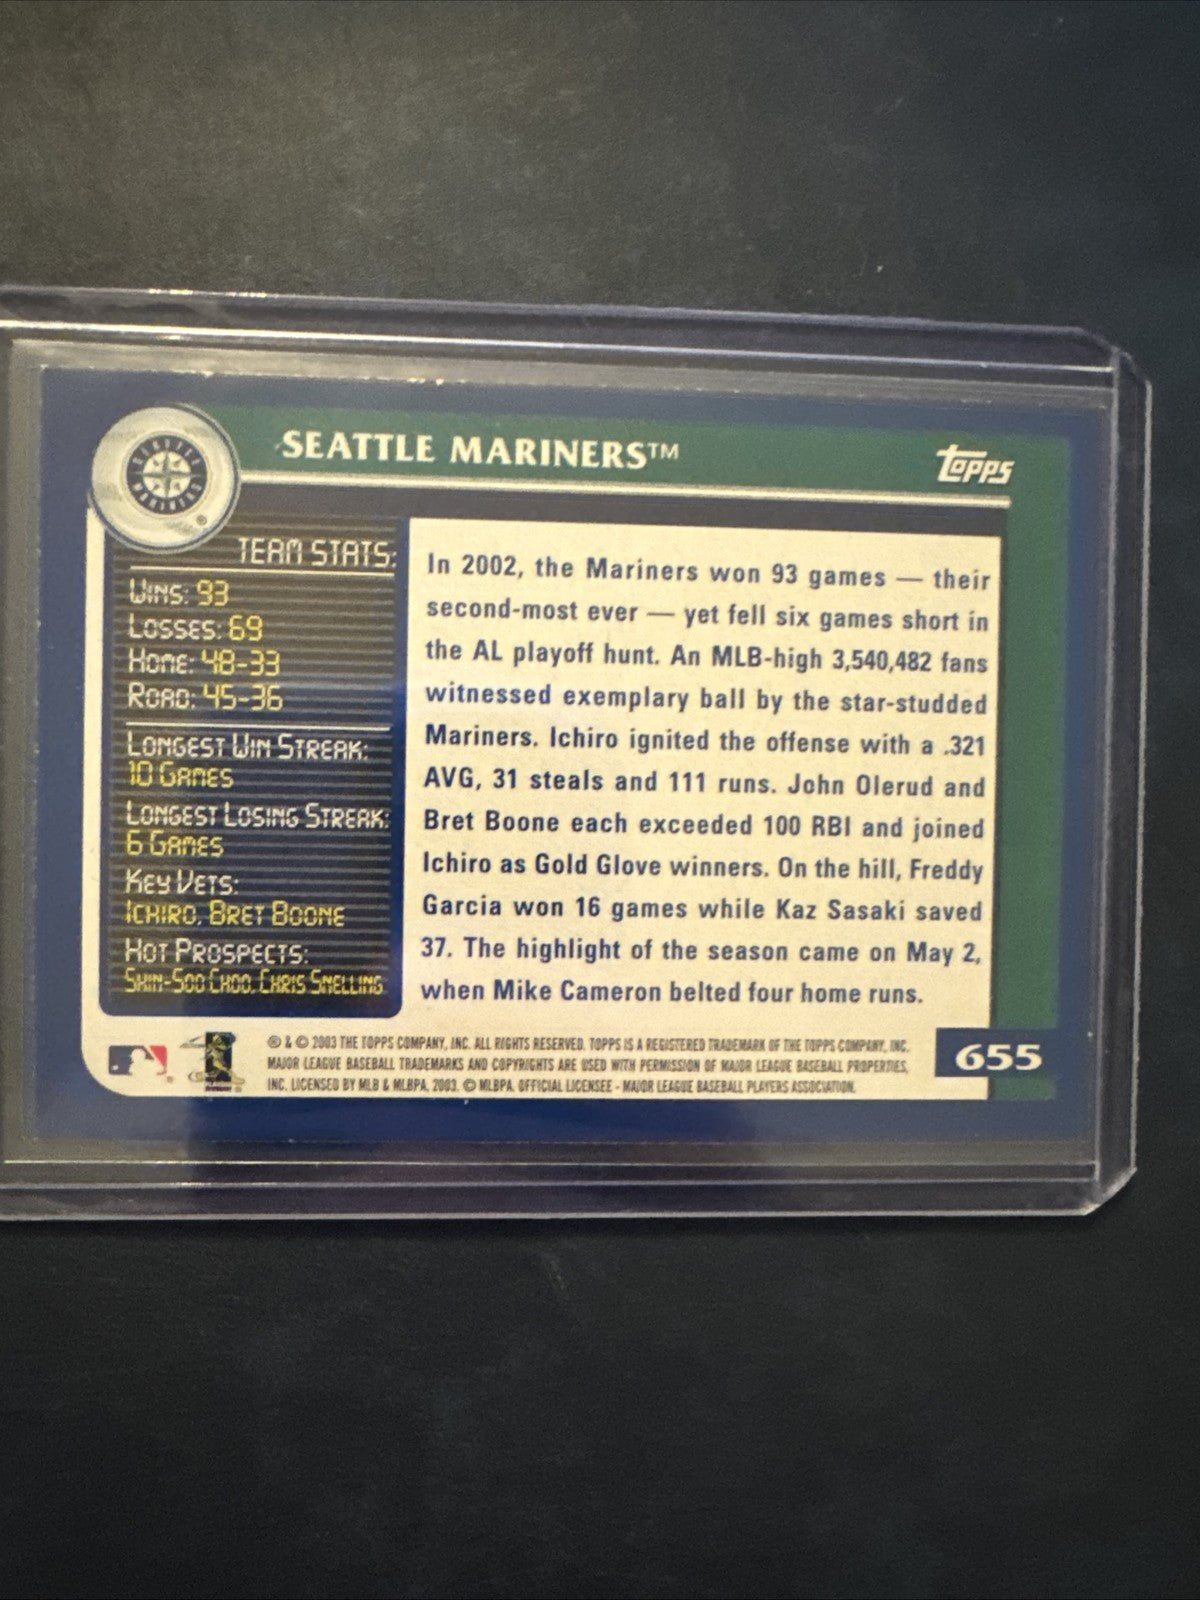 SEATTLE MARINERS™
topps
SEATTLE
MARINERS
®
TEAM STATS:
WINS: 93
LOSSES: 69
HOME: 48-33
ROAD: 45-36
LONGEST WIN STREAK:
10 GAMES
LONGEST LOSING STREAK:
6 GAMES
KEY VETS:
ICHIRO, BRET BOONE
HOT PROSPECTS:
SHIN-SOO CHOO, CHRIS SNELLING
In 2002, the Mariners won 93 games — their
second-most ever — yet fell six games short in
the AL playoff hunt. An MLB-high 3,540,482 fans
witnessed exemplary ball by the star-studded
Mariners. Ichiro ignited the offense with a .321
AVG, 31 steals and 111 runs. John Olerud and
Bret Boone each exceeded 100 RBI and joined
Ichiro as Gold Glove winners. On the hill, Freddy
Garcia won 16 games while Kaz Sasaki saved
37. The highlight of the season came on May 2,
when Mike Cameron belted four home runs.
® & © 2003 THE TOPPS COMPANY, INC. ALL RIGHTS RESERVED. TOPPS IS A REGISTERED TRADEMARK OF THE TOPPS COMPANY, INC.
MAJOR LEAGUE BASEBALL TRADEMARKS AND COPYRIGHTS ARE USED WITH PERMISSION OF MAJOR LEAGUE BASEBALL PROPERTIES,
INC. LICENSED BY MLB & MLBPA, 2003. © MLBPA. OFFICIAL LICENSEE - MAJOR LEAGUE BASEBALL PLAYERS ASSOCIATION.
655